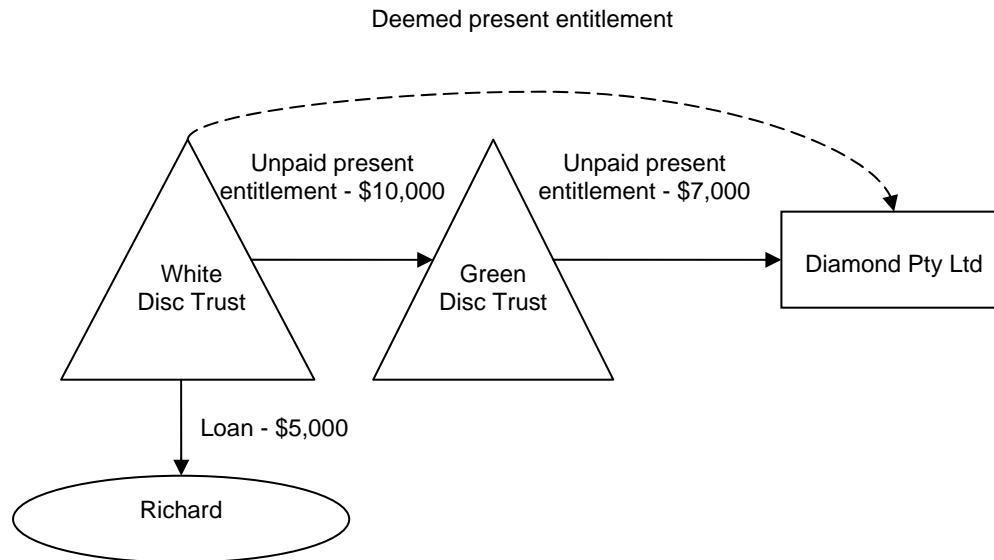 Deemed present entitlement
Unpaid present
entitlement - $10,000
Unpaid present
entitlement - $7,000
White
Disc Trust
Green
Disc Trust
Diamond Pty Ltd
Loan - $5,000
Richard